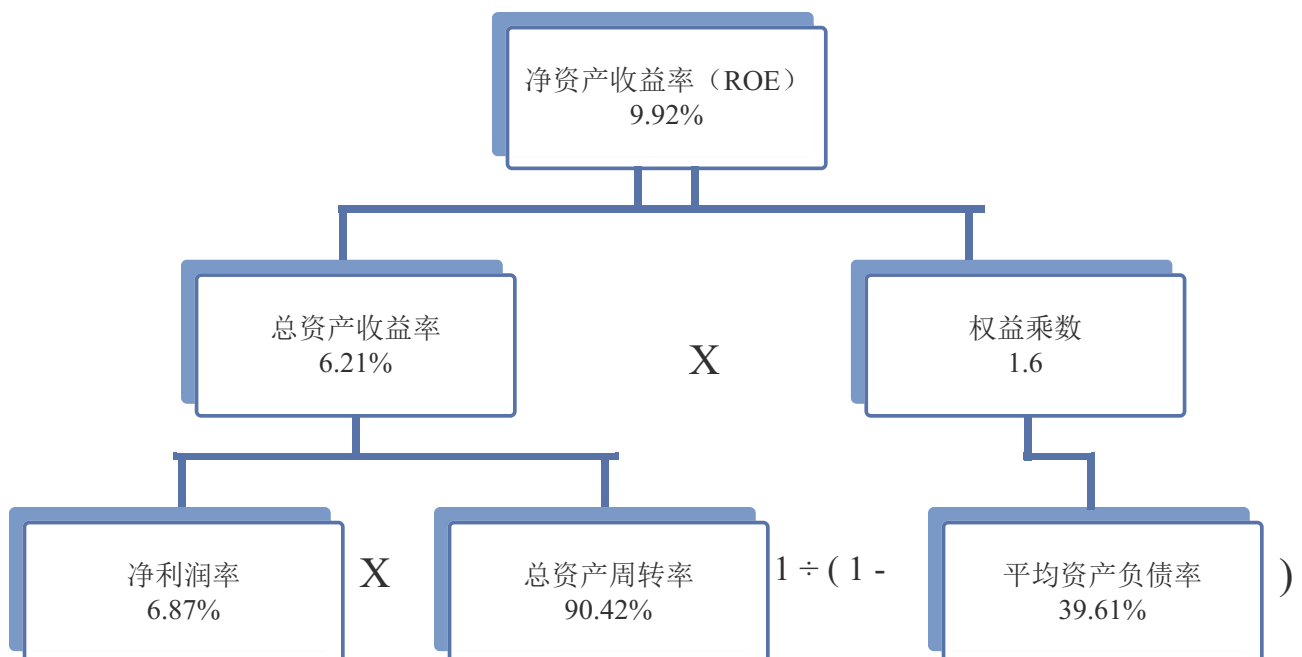 净资产收益率（ROE）
9.92%
总资产收益率
6.21%
X
权益乘数
1.6
净利润率
6.87%
X
总资产周转率
90.42%
1 ÷ ( 1 -
平均资产负债率
39.61%
)